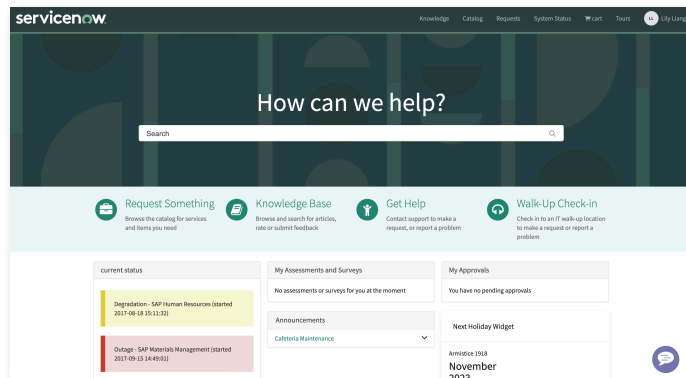 servicenow
Knowledge
Catalog
Requests
System Status
cart
Tours
LL
Lily Liang
How can we help?
Search
Request Something
Browse the catalog for services
and items you need
Knowledge Base
Browse and search for articles,
rate or submit feedback
Get Help
Contact support to make a
request, or report a problem
Walk-Up Check-in
Check in to an IT walk-up location
to make a request or report a
problem
current status
Degradation - SAP Human Resources (started
2017-08-18 15:11:32)
Outage - SAP Materials Management (started
2017-09-15 14:49:01)
My Assessments and Surveys
No assessments or surveys for you at the moment
Announcements
Cafeteria Maintenance
My Approvals
You have no pending approvals
Next Holiday Widget
Armistice 1918
November
2023